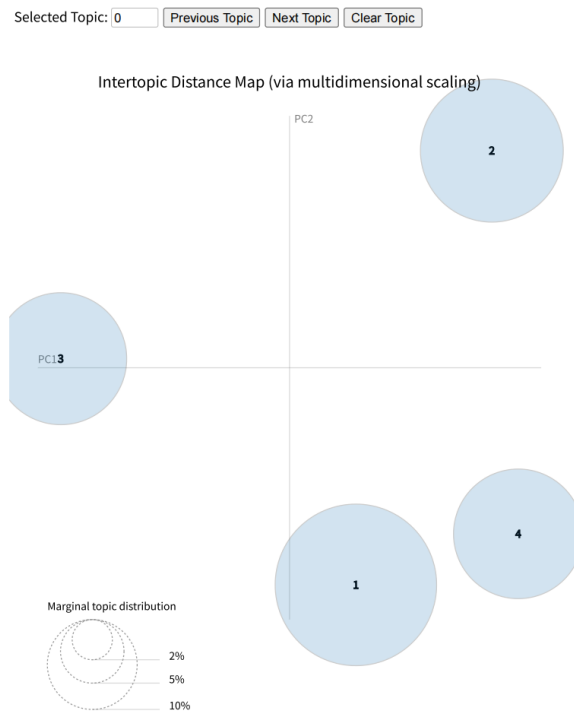 Selected Topic: 0 Previous Topic Next Topic Clear Topic
Intertopic Distance Map (via multidimensional scaling)
PC2
2
PC1
3
4
1
Marginal topic distribution
2%
5%
10%